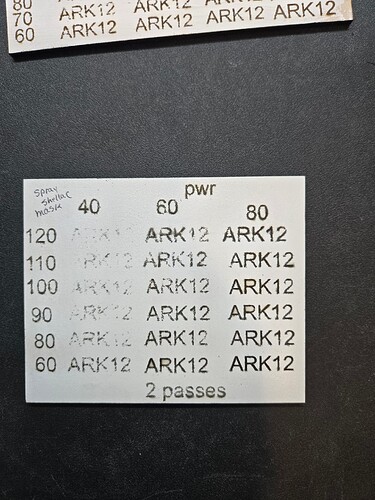 80
70 ARK12 ARK12 ARK12 ARK12
60 ARK12 ARK12 ARK12 ARK12
spray
shellac
mask
pwr
40 60 80
120 ARK12 ARK12 ARK12
110 ARK12 ARK12 ARK12
100 ARK12 ARK12 ARK12
90 ARK12 ARK12 ARK12
80 ARK12 ARK12 ARK12
60 ARK12 ARK12 ARK12
2 passes